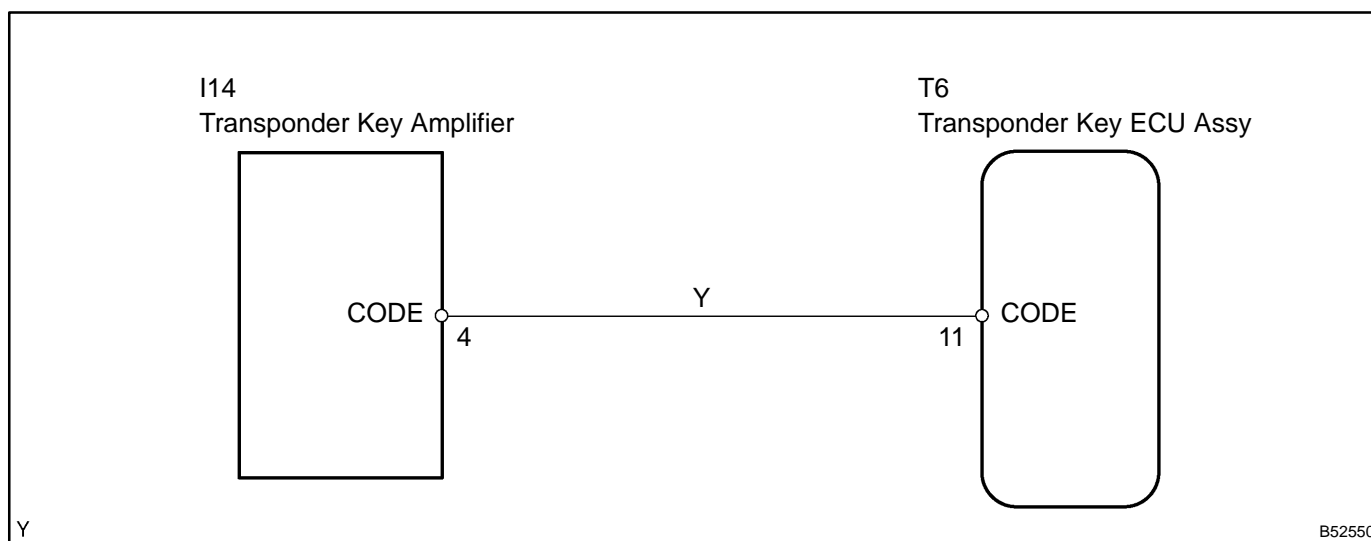 I14
Transponder Key Amplifier
T6
Transponder Key ECU Assy
CODE
4
Y
11
CODE
Y
B52550